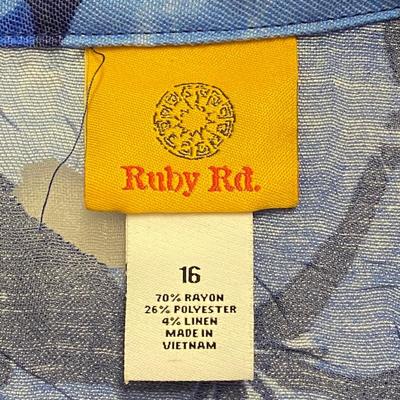 Ruby Rd.
16
70% RAYON
26% POLYESTER
4% LINEN
MADE IN
VIETNAM